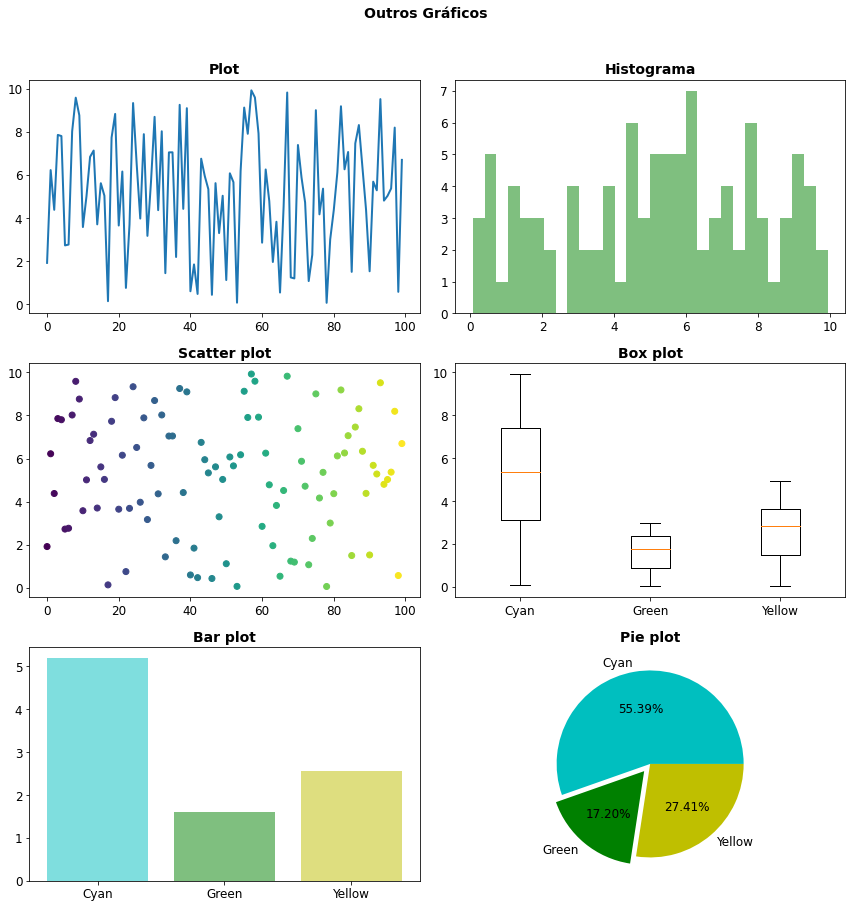 Outros Gráficos
Plot
10
8
6
4
2
0
0 20 40 60 80 100
Histograma
7
6
5
4
3
2
1
0
0 2 4 6 8 10
Scatter plot
10
8
6
4
2
0
0 20 40 60 80 100
Box plot
10
8
6
4
2
0
Cyan Green Yellow
Bar plot
5
4
3
2
1
0
Cyan Green Yellow
Pie plot
Cyan
55.39%
17.20% 27.41%
Green Yellow